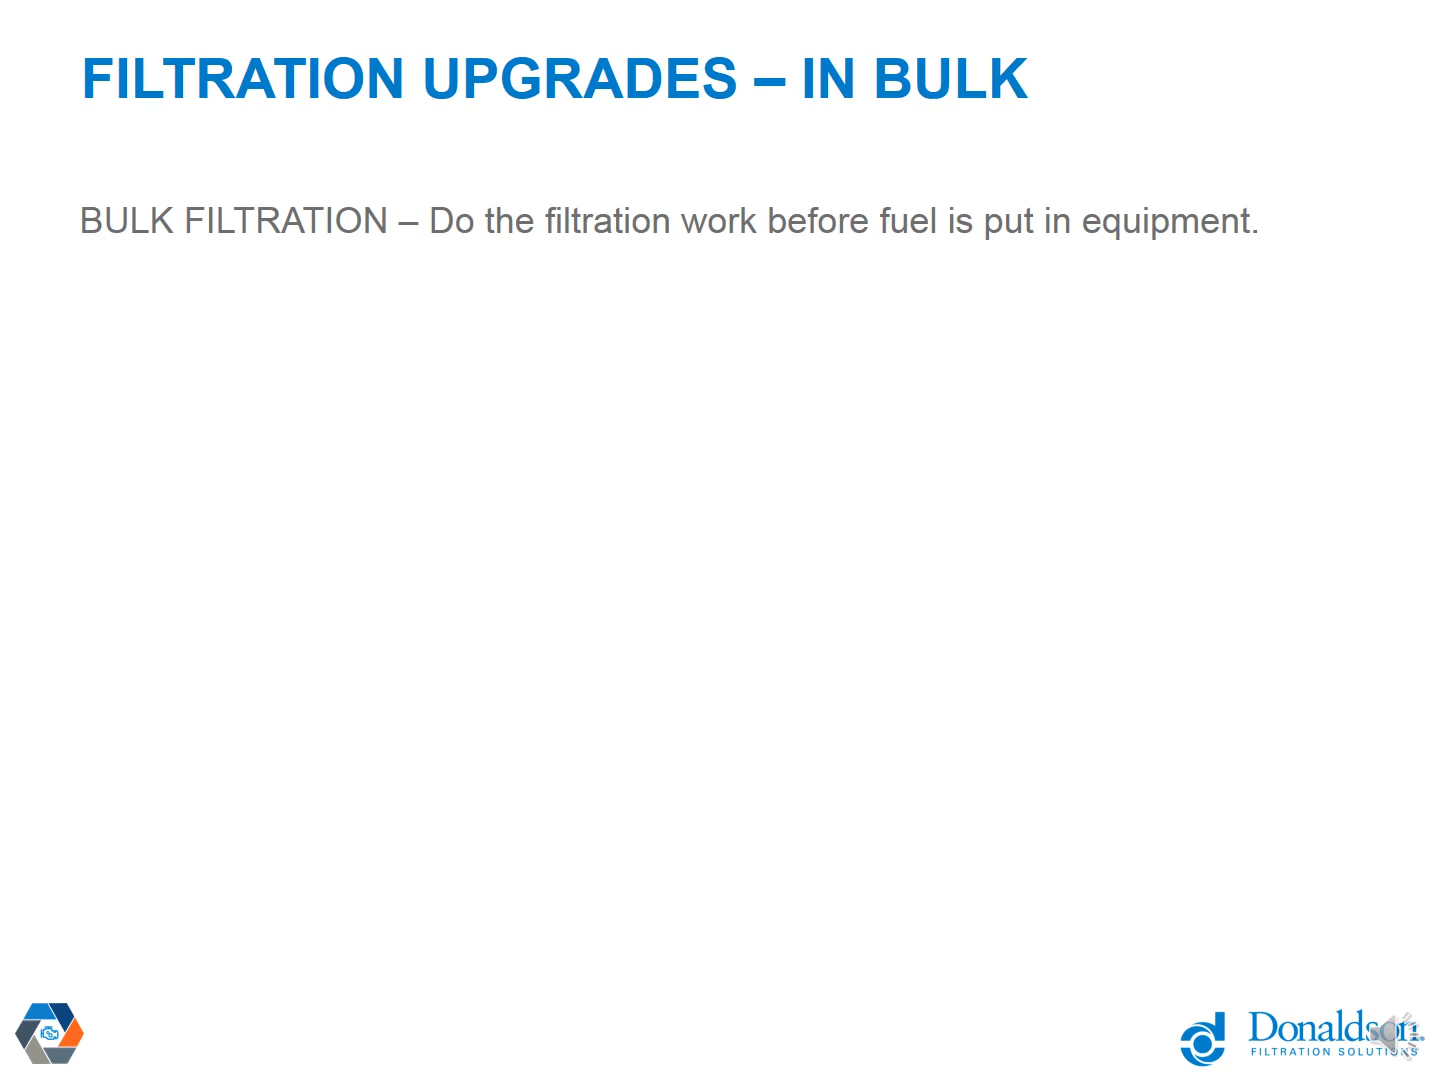 FILTRATION UPGRADES – IN BULK
BULK FILTRATION – Do the filtration work before fuel is put in equipment.
Donaldson®
FILTRATION SOLUTIONS